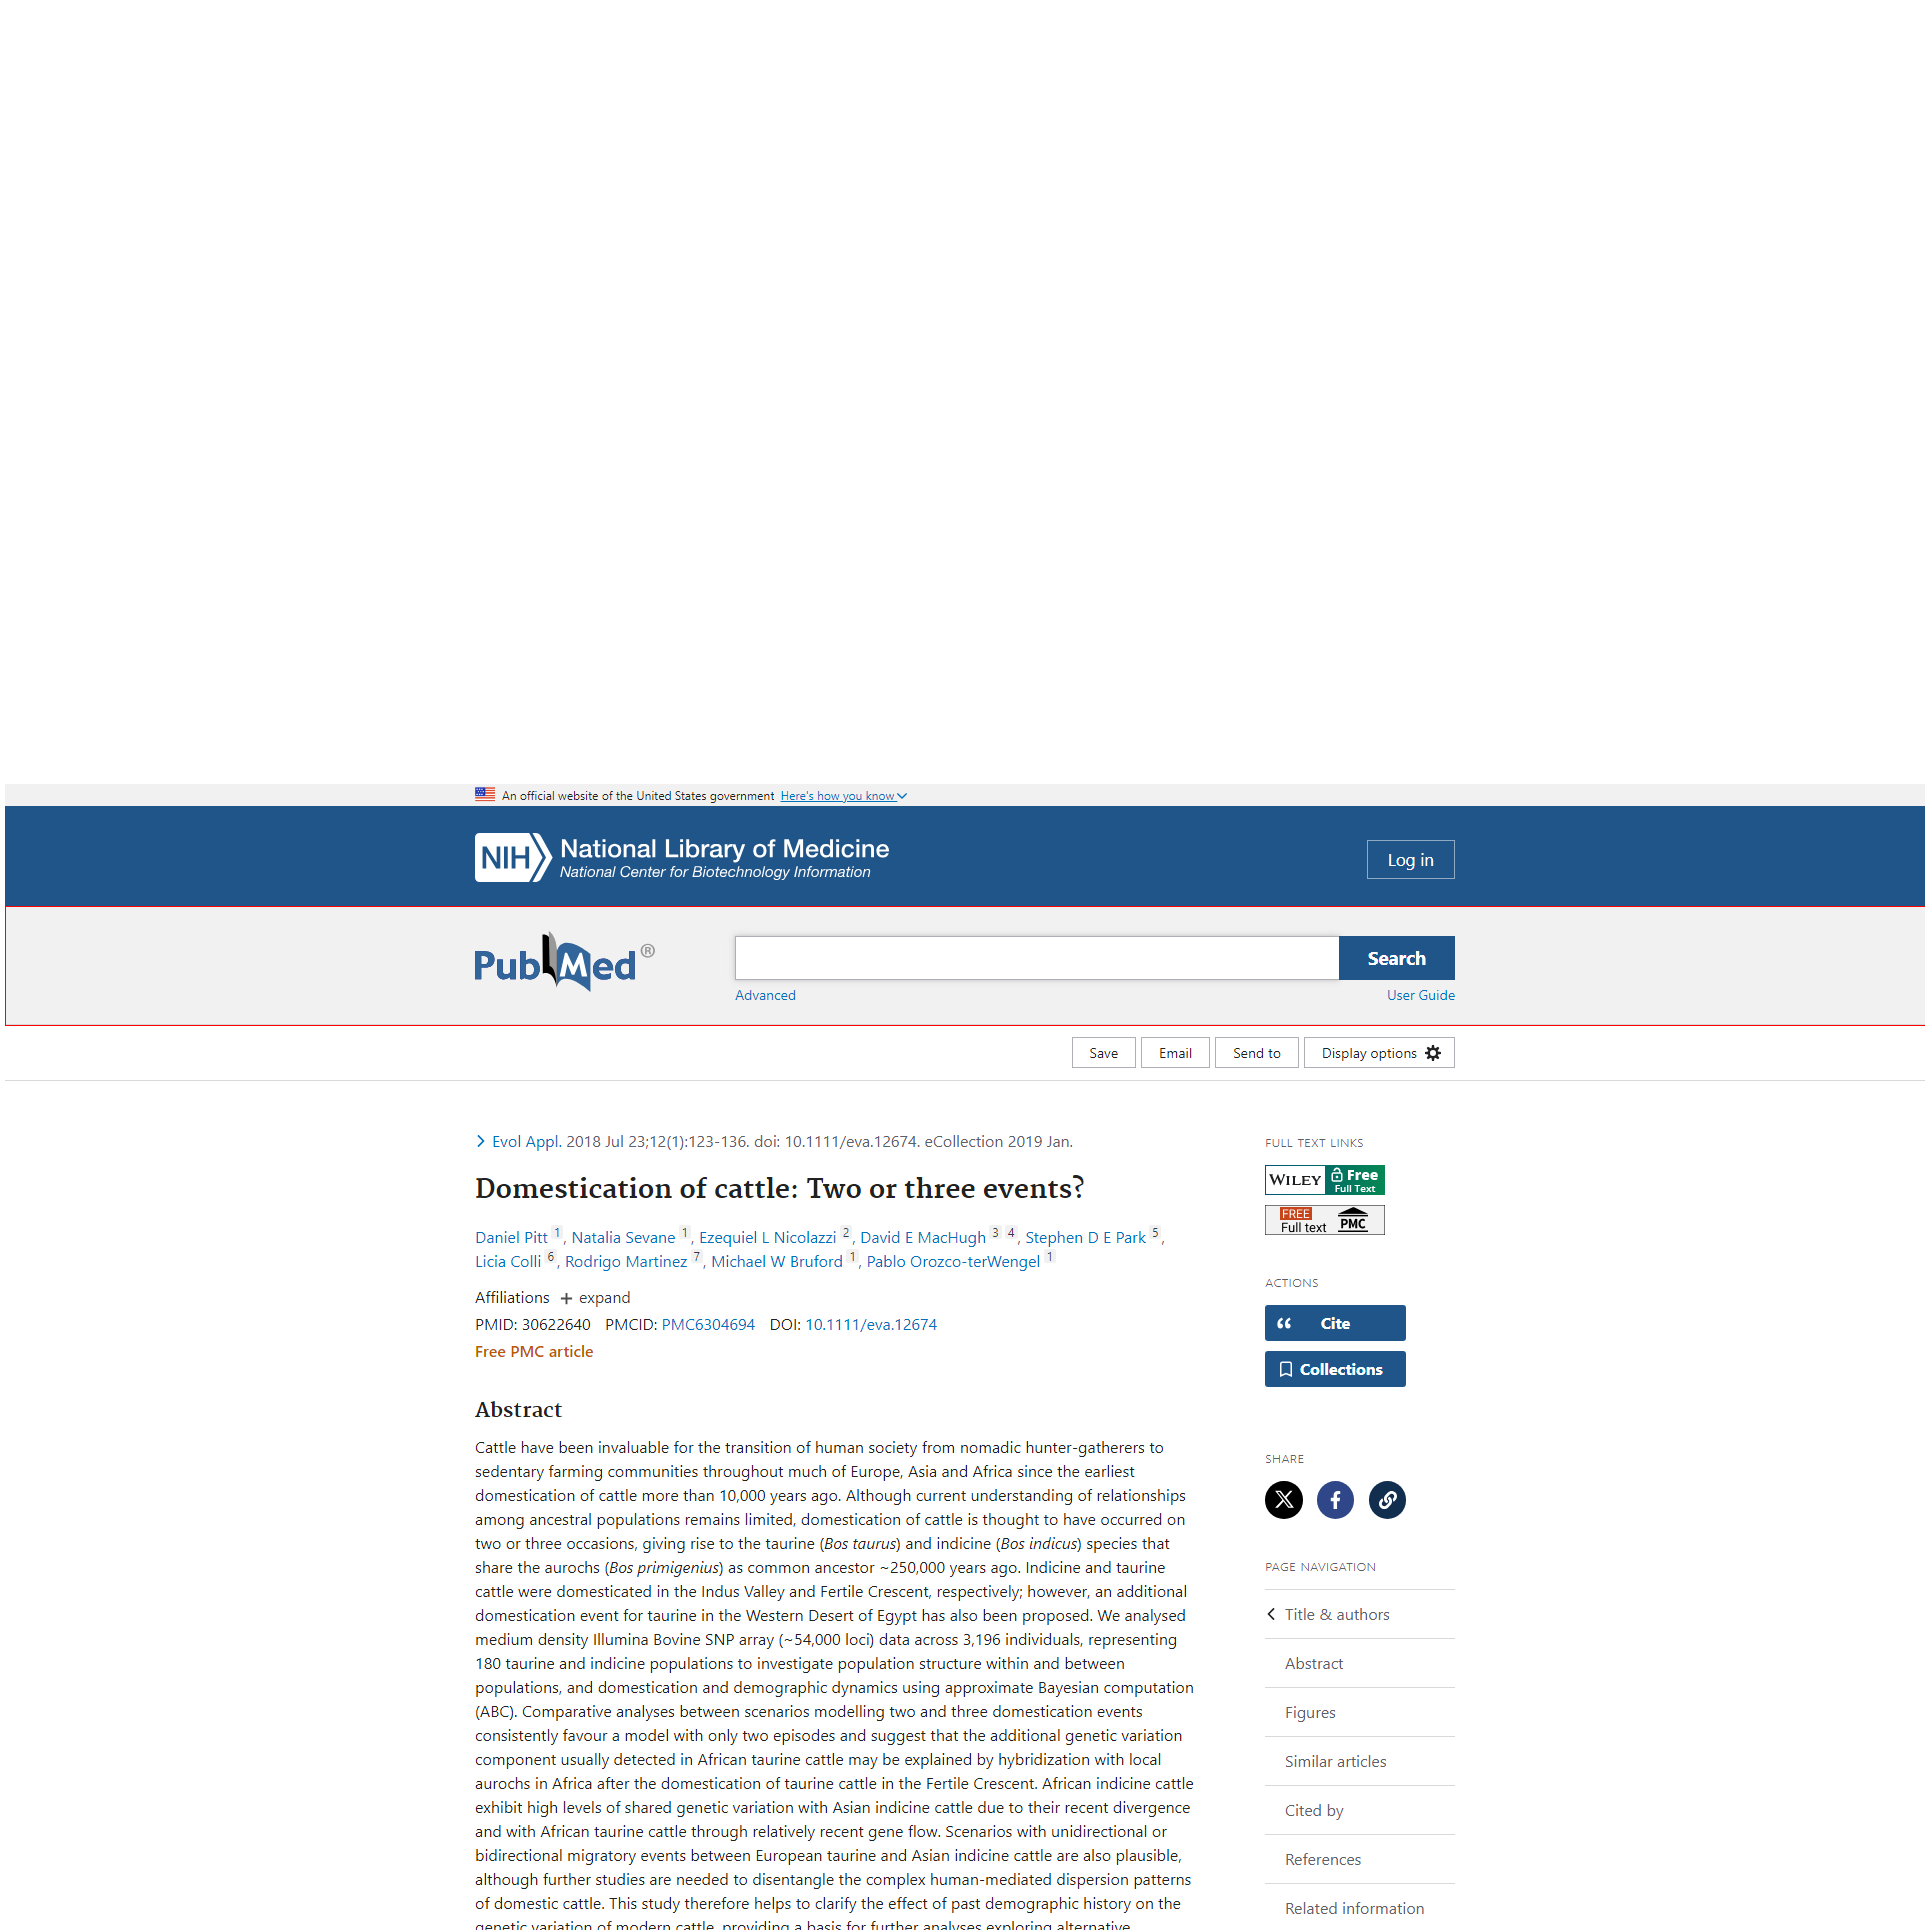 An official website of the United States government Here's how you know
NIH National Library of Medicine
National Center for Biotechnology Information
Log in
PubMed ®
Search
Advanced
User Guide
Save
Email
Send to
Display options
Evol Appl. 2018 Jul 23;12(1):123-136. doi: 10.1111/eva.12674. eCollection 2019 Jan.
Domestication of cattle: Two or three events?
Daniel Pitt 1, Natalia Sevane 1, Ezequiel L Nicolazzi 2, David E MacHugh 3 4, Stephen D E Park 5,
Licia Colli 6, Rodrigo Martinez 7, Michael W Bruford 1, Pablo Orozco-terWengel 1
Affiliations + expand
PMID: 30622640 PMCID: PMC6304694 DOI: 10.1111/eva.12674
Free PMC article
Abstract
Cattle have been invaluable for the transition of human society from nomadic hunter-gatherers to
sedentary farming communities throughout much of Europe, Asia and Africa since the earliest
domestication of cattle more than 10,000 years ago. Although current understanding of relationships
among ancestral populations remains limited, domestication of cattle is thought to have occurred on
two or three occasions, giving rise to the taurine (Bos taurus) and indicine (Bos indicus) species that
share the aurochs (Bos primigenius) as common ancestor ~250,000 years ago. Indicine and taurine
cattle were domesticated in the Indus Valley and Fertile Crescent, respectively; however, an additional
domestication event for taurine in the Western Desert of Egypt has also been proposed. We analysed
medium density Illumina Bovine SNP array (~54,000 loci) data across 3,196 individuals, representing
180 taurine and indicine populations to investigate population structure within and between
populations, and domestication and demographic dynamics using approximate Bayesian computation
(ABC). Comparative analyses between scenarios modelling two and three domestication events
consistently favour a model with only two episodes and suggest that the additional genetic variation
component usually detected in African taurine cattle may be explained by hybridization with local
aurochs in Africa after the domestication of taurine cattle in the Fertile Crescent. African indicine cattle
exhibit high levels of shared genetic variation with Asian indicine cattle due to their recent divergence
and with African taurine cattle through relatively recent gene flow. Scenarios with unidirectional or
bidirectional migratory events between European taurine and Asian indicine cattle are also plausible,
although further studies are needed to disentangle the complex human-mediated dispersion patterns
of domestic cattle. This study therefore helps to clarify the effect of past demographic history on the
genetic variation of modern cattle, providing a basis for further analyses exploring alternative
FULL TEXT LINKS
WILEY Free
Full Text
FREE
Full text PMC
ACTIONS
Cite
Collections
SHARE
PAGE NAVIGATION
Title & authors
Abstract
Figures
Similar articles
Cited by
References
Related information